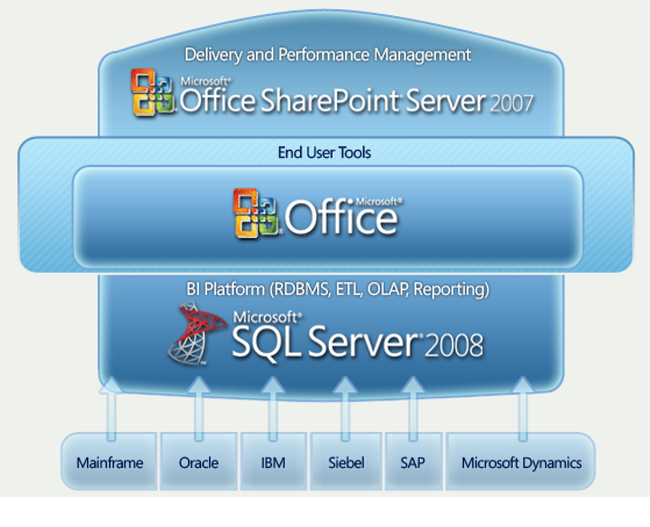 Delivery and Performance Management
Microsoft®
Office SharePoint® Server 2007
End User Tools
Microsoft®
Office
BI Platform (RDBMS, ETL, OLAP, Reporting)
Microsoft®
SQL Server® 2008
Mainframe
Oracle
IBM
Siebel
SAP
Microsoft Dynamics